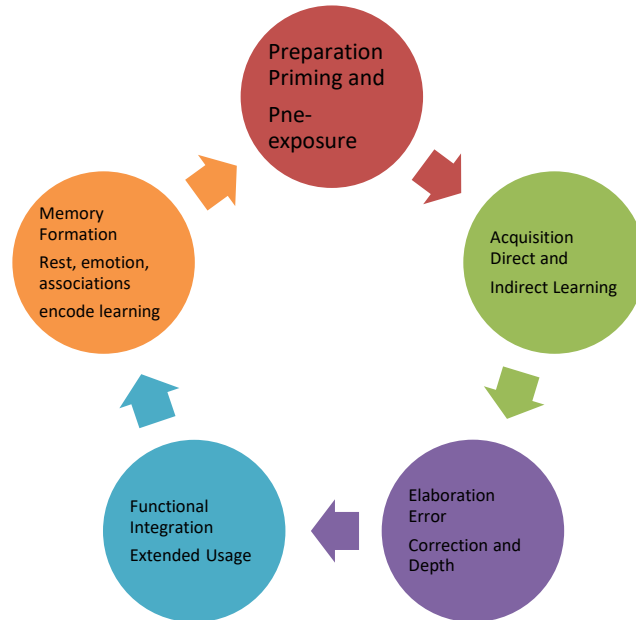 Preparation
Priming and
Pne-
exposure
Acquisition
Direct and
Indirect Learning
Elaboration
Error
Correction and
Depth
Functional
Integration
Extended Usage
Memory
Formation
Rest, emotion,
associations
encode learning